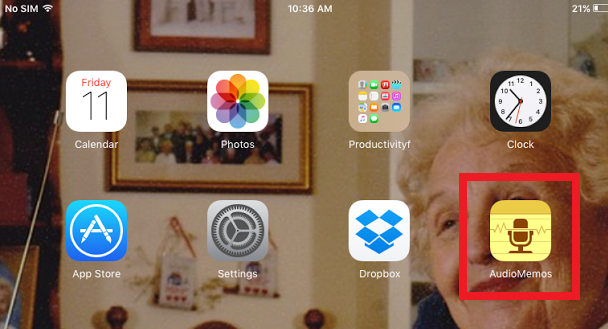 No SIM 10:36 AM 21%
Friday
11
Calendar Photos Productivityf Clock
App Store Settings Dropbox AudioMemos